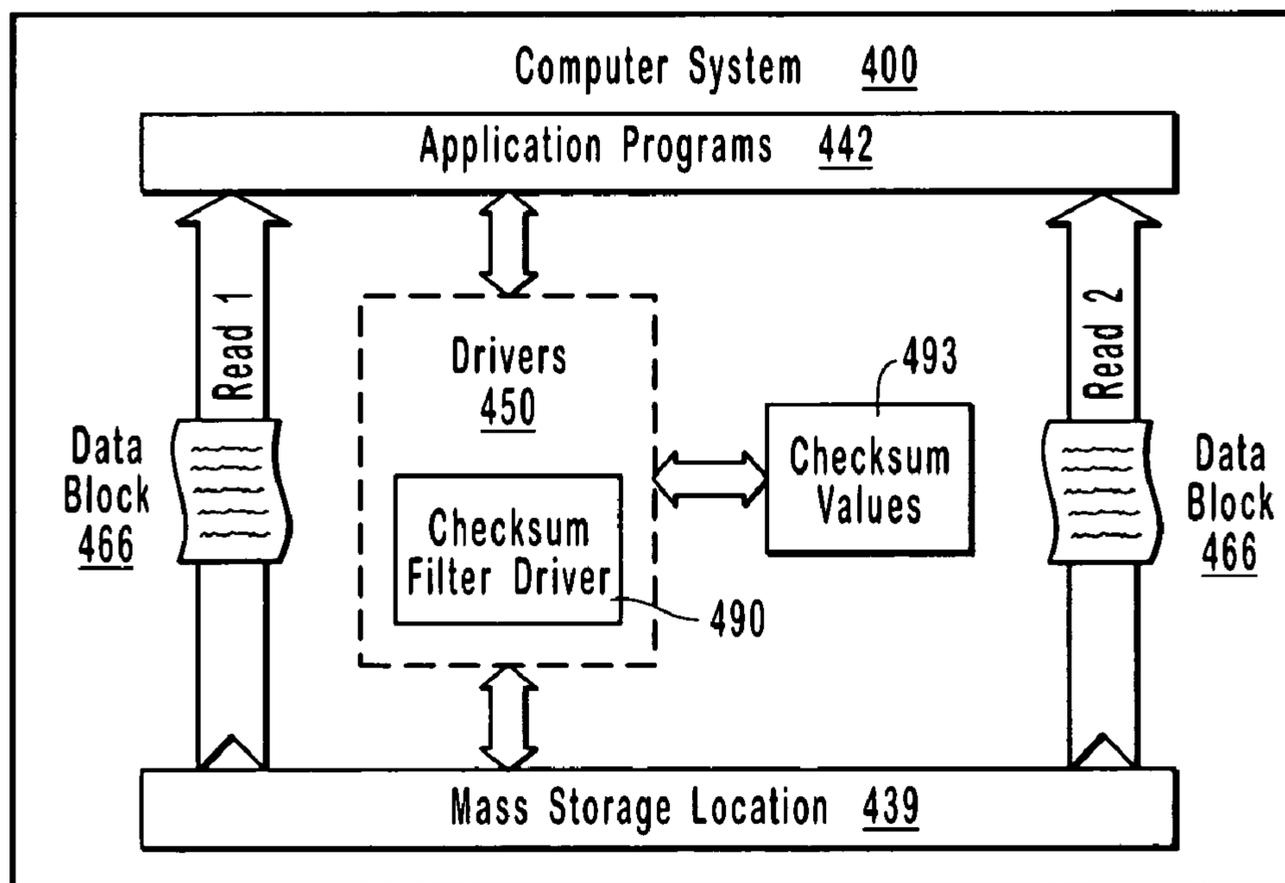 Computer System 400
Application Programs 442
Read 1
Read 2
Drivers
450
493
Data
Block
466
Checksum
Values
Data
Block
466
Checksum
Filter Driver
490
Mass Storage Location 439